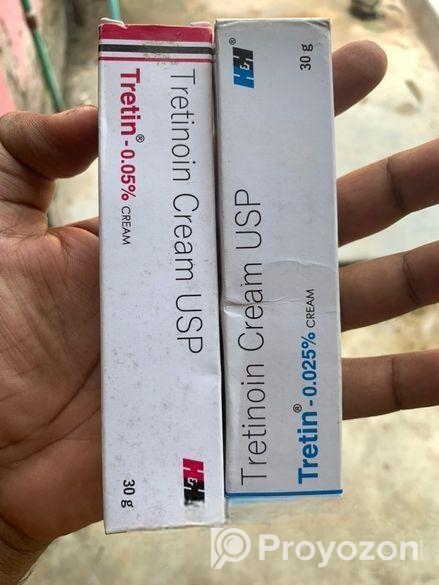 Tretin® - 0.05% CREAM
Tretinoin Cream USP
30 g
H&H
Tretinoin Cream USP
Tretin® - 0.025% CREAM
30 g
H&H®
Proyozon